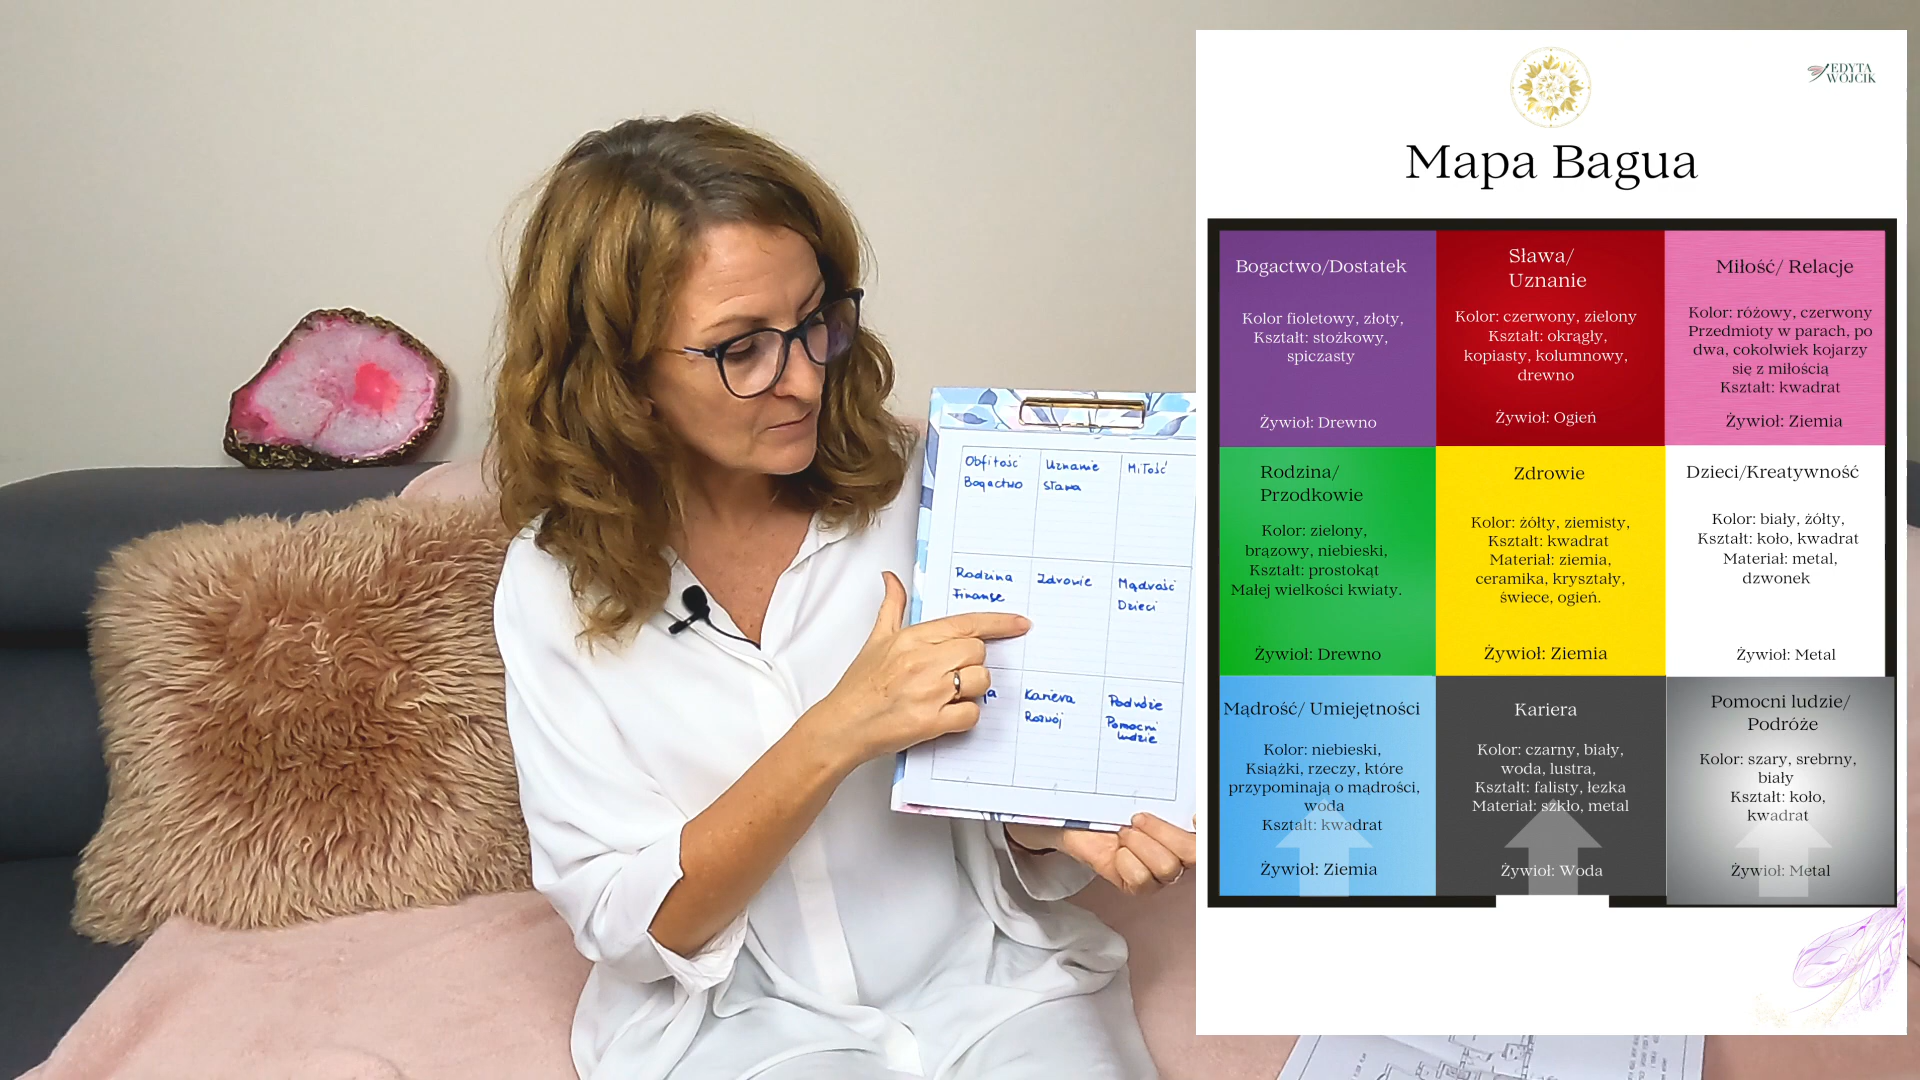 EDYTA
WÓJCIK
Mapa Bagua
Bogactwo/Dostatek
Kolor fioletowy, złoty,
Kształt: stożkowy,
spiczasty
Żywioł: Drewno
Sława/
Uznanie
Kolor: czerwony, zielony
Kształt: okrągły,
kopiasty, kolumnowy,
drewno
Żywioł: Ogień
Miłość/ Relacje
Kolor: różowy, czerwony
Przedmioty w parach, po
dwa, cokolwiek kojarzy
się z miłością
Kształt: kwadrat
Żywioł: Ziemia
Rodzina/
Przodkowie
Kolor: zielony,
brązowy, niebieski,
Kształt: prostokąt
Małej wielkości kwiaty.
Żywioł: Drewno
Zdrowie
Kolor: żółty, ziemisty,
Kształt: kwadrat
Materiał: ziemia,
ceramika, kryształy,
świece, ogień.
Żywioł: Ziemia
Dzieci/Kreatywność
Kolor: biały, żółty,
Kształt: koło, kwadrat
Materiał: metal,
dzwonek
Żywioł: Metal
Mądrość/ Umiejętności
Kolor: niebieski,
Książki, rzeczy, które
przypominają o mądrości,
woda
Kształt: kwadrat
Żywioł: Ziemia
Kariera
Kolor: czarny, biały,
woda, lustra,
Kształt: falisty, łezka
Materiał: szkło, metal
Żywioł: Woda
Pomocni ludzie/
Podróże
Kolor: szary, srebrny,
biały
Kształt: koło,
kwadrat
Żywioł: Metal
Obfitość
Bogactwo
Uznanie
Sława
Miłość
Rodzina
Finanse
Zdrowie
Mądrość
Dzieci
Kariera
Rozwój
Podróże
Pomocni
ludzie